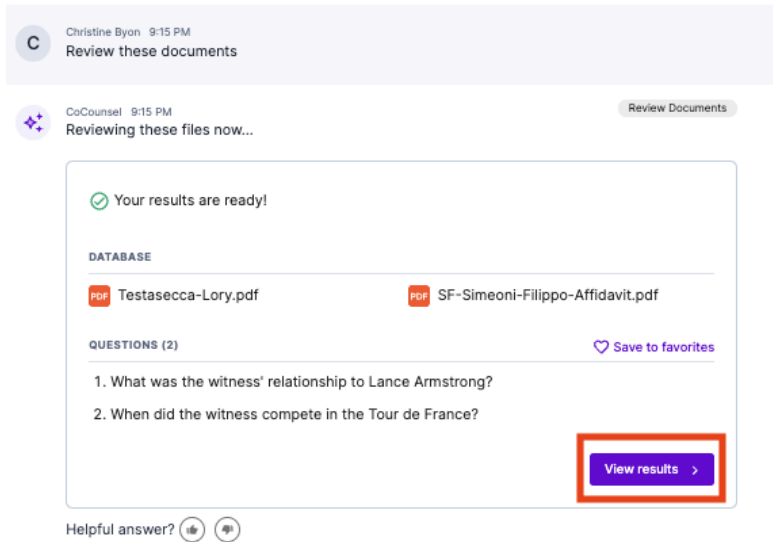 C
Christine Byon 9:15 PM
Review these documents
CoCounsel 9:15 PM
Review Documents
Reviewing these files now...
Your results are ready!
DATABASE
PDF Testasecca-Lory.pdf
PDF SF-Simeoni-Filippo-Affidavit.pdf
QUESTIONS (2)
Save to favorites
1. What was the witness' relationship to Lance Armstrong?
2. When did the witness compete in the Tour de France?
View results
Helpful answer?